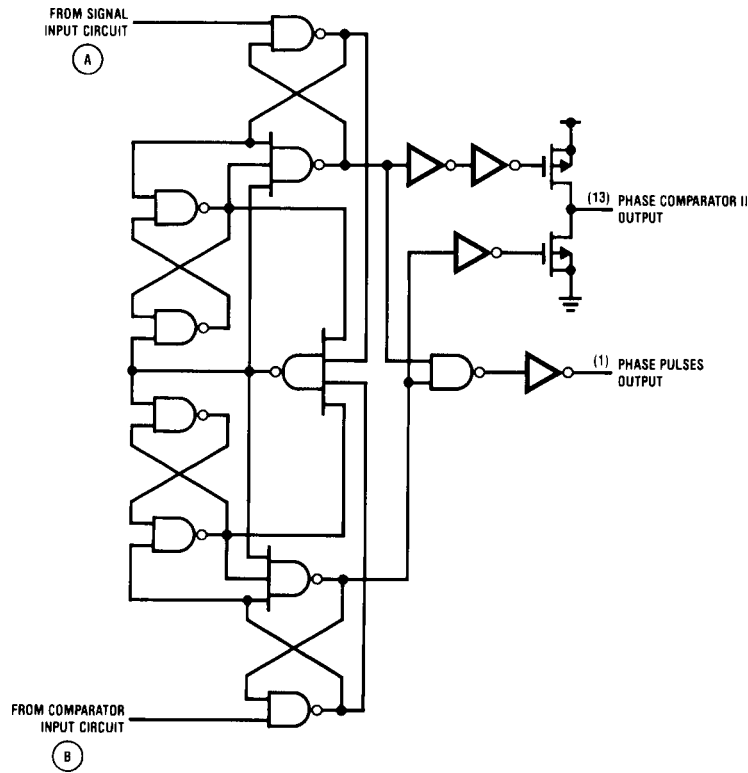 FROM SIGNAL
INPUT CIRCUIT
A
(13) PHASE COMPARATOR II
OUTPUT
(1) PHASE PULSES
OUTPUT
FROM COMPARATOR
INPUT CIRCUIT
B